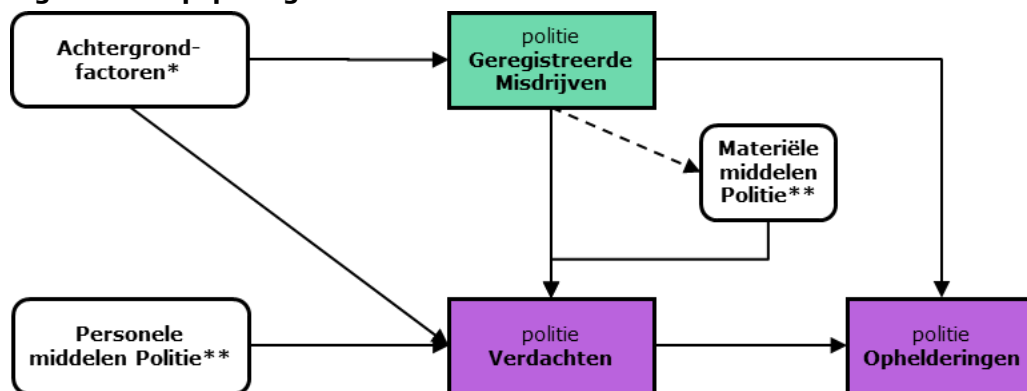 Achtergrond-
factoren*
politie
Geregistreerde
Misdrijven
Materiële
middelen
Politie**
Personele
middelen Politie**
politie
Verdachten
politie
Ophelderingen